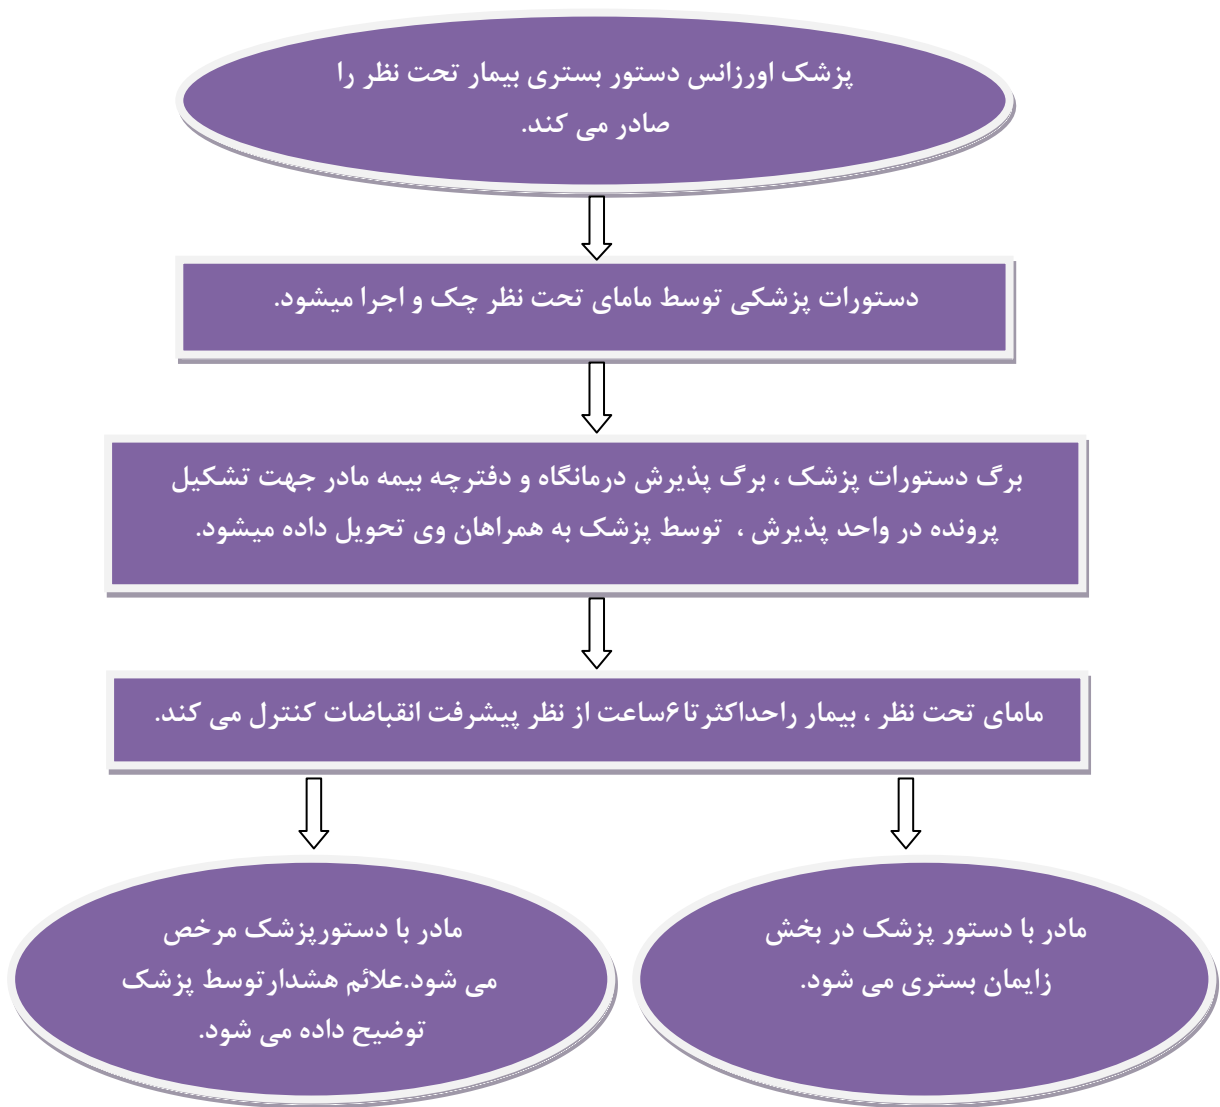 پزشک اورزانس دستور بستری بیمار تحت نظر را
صادر می کند.
دستورات پزشکی توسط مامای تحت نظر چک و اجرا میشود.
برگ دستورات پزشک ، برگ پذیرش درمانگاه و دفترچه بیمه مادر جهت تشکیل
پرونده در واحد پذیرش ، توسط پزشک به همراهان وی تحویل داده میشود.
مامای تحت نظر ، بیمار راحداکثرتا۶ساعت از نظر پیشرفت انقباضات کنترل می کند.
مادر با دستور پزشک در بخش
زایمان بستری می شود.
مادر با دستورپزشک مرخص
می شود.علائم هشدارتوسط پزشک
توضیح داده می شود.